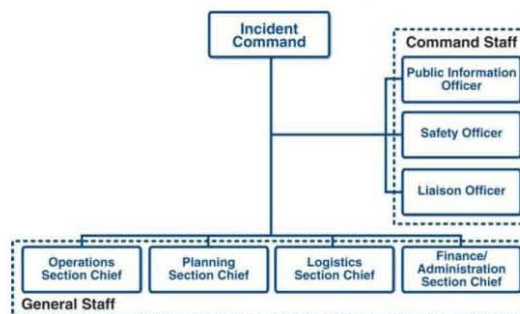 Incident
Command
Command Staff
Public Information
Officer
Safety Officer
Liaison Officer
Operations
Section Chief
Planning
Section Chief
Logistics
Section Chief
Finance/
Administration
Section Chief
General Staff